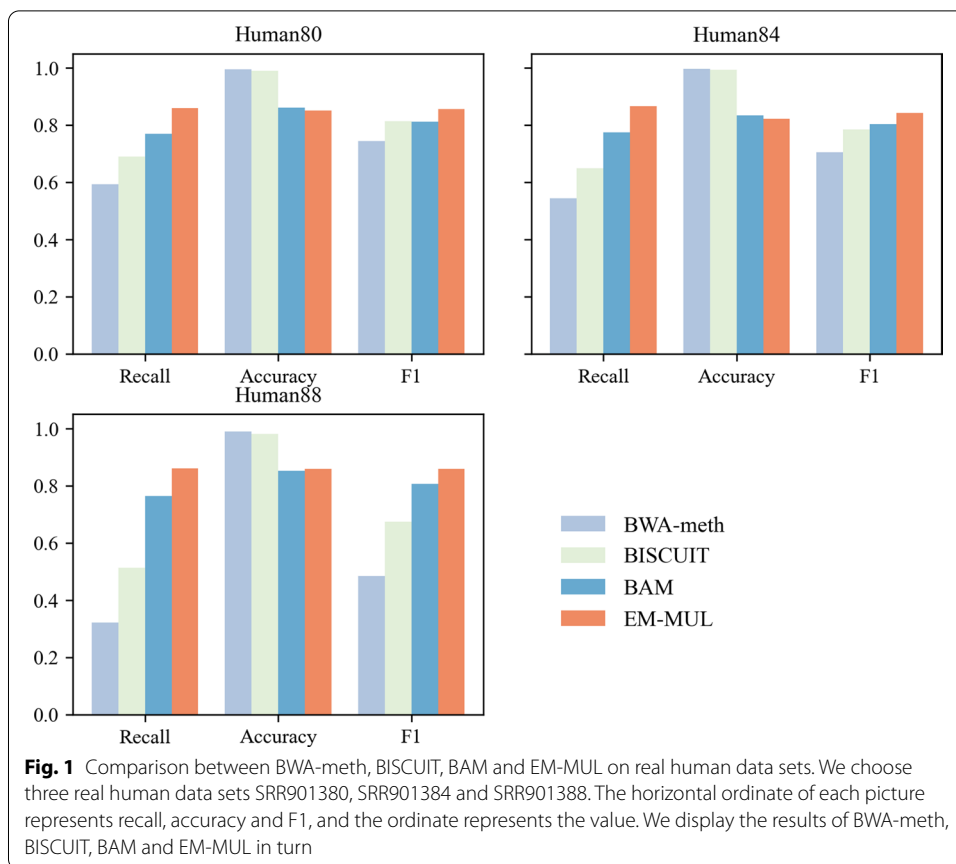 Human80
Human84
1.0
0.8
0.6
0.4
0.2
0.0
Recall
Accuracy
F1
Recall
Accuracy
F1
Human88
1.0
0.8
0.6
0.4
0.2
0.0
Recall
Accuracy
F1
BWA-meth
BISCUIT
BAM
EM-MUL
Fig. 1 Comparison between BWA-meth, BISCUIT, BAM and EM-MUL on real human data sets. We choose
three real human data sets SRR901380, SRR901384 and SRR901388. The horizontal ordinate of each picture
represents recall, accuracy and F1, and the ordinate represents the value. We display the results of BWA-meth,
BISCUIT, BAM and EM-MUL in turn